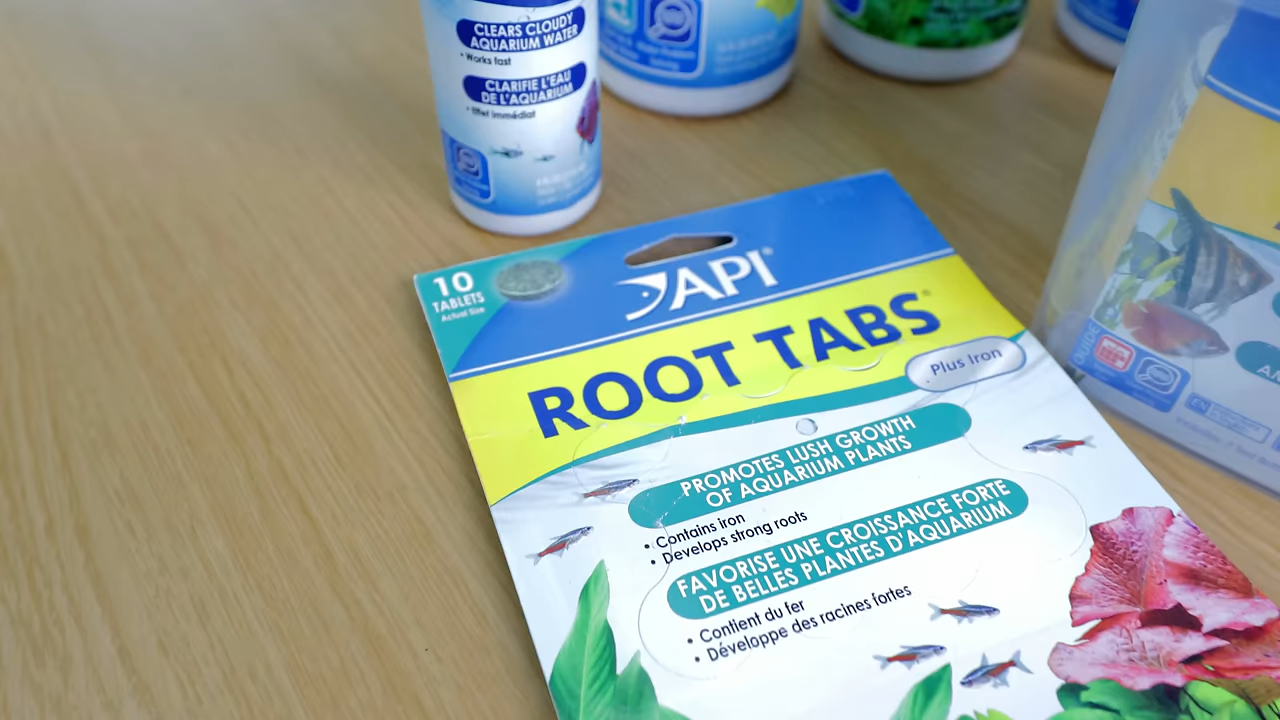 CLEARS CLOUDY
AQUARIUM WATER
• Works fast
CLARIFIE L'EAU
DE L'AQUARIUM
• Effet immédiat
10
TABLETS
Actual Size
API®
ROOT TABS®
Plus Iron
PROMOTES LUSH GROWTH
OF AQUARIUM PLANTS
• Contains iron
• Develops strong roots
FAVORISE UNE CROISSANCE FORTE
DE BELLES PLANTES D'AQUARIUM
• Contient du fer
• Développe des racines fortes
GUIDE
EN